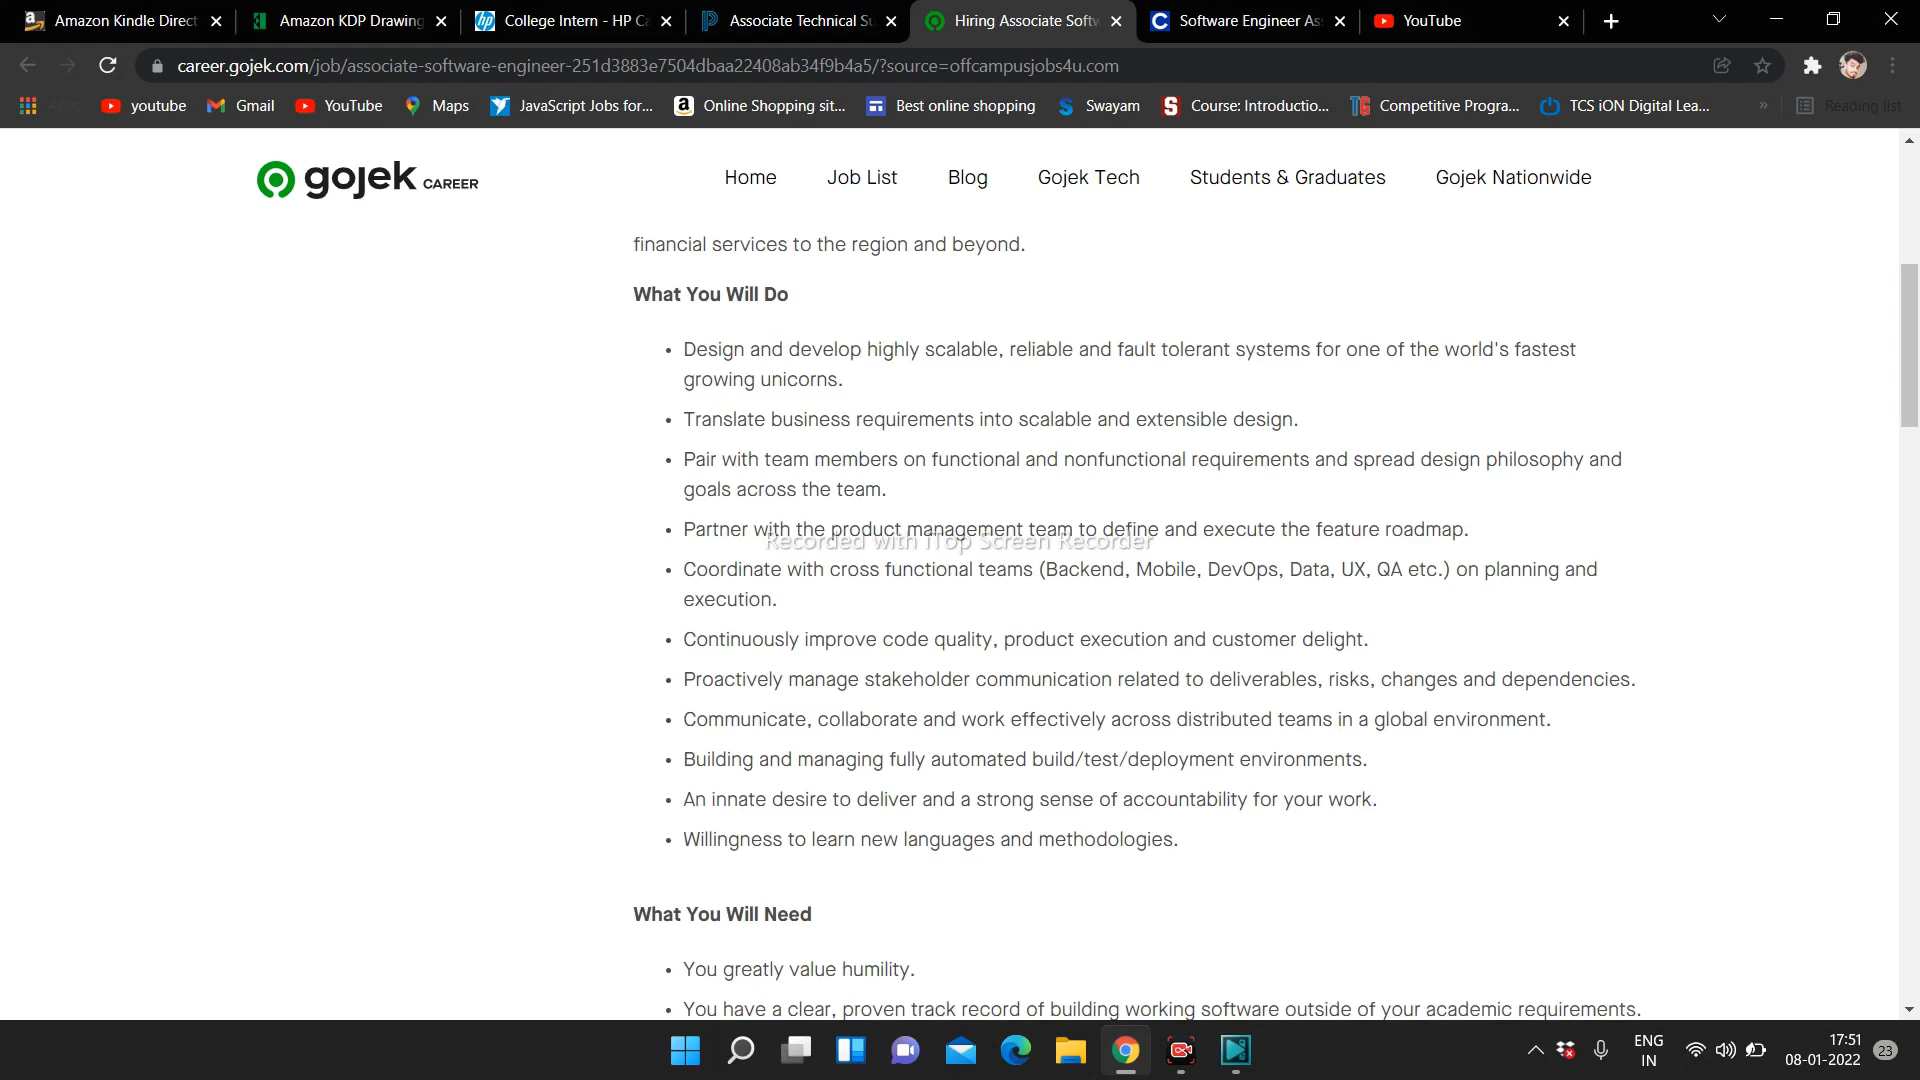 Amazon Kindle Direct
Amazon KDP Drawing
College Intern - HP Ca
Associate Technical Su
Hiring Associate Softw
Software Engineer As
YouTube
career.gojek.com/job/associate-software-engineer-251d3883e7504dbaa22408ab34f9b4a5/?source=offcampusjobs4u.com
Apps
youtube
Gmail
YouTube
Maps
JavaScript Jobs for...
Online Shopping sit...
Best online shopping
Swayam
Course: Introductio...
Competitive Progra...
TCS iON Digital Lea...
»
Reading list
gojek CAREER
Home
Job List
Blog
Gojek Tech
Students & Graduates
Gojek Nationwide
financial services to the region and beyond.
What You Will Do
• Design and develop highly scalable, reliable and fault tolerant systems for one of the world's fastest
growing unicorns.
• Translate business requirements into scalable and extensible design.
• Pair with team members on functional and nonfunctional requirements and spread design philosophy and
goals across the team.
• Partner with the product management team to define and execute the feature roadmap.
Recorded with iTop Screen Recorder
• Coordinate with cross functional teams (Backend, Mobile, DevOps, Data, UX, QA etc.) on planning and
execution.
• Continuously improve code quality, product execution and customer delight.
• Proactively manage stakeholder communication related to deliverables, risks, changes and dependencies.
• Communicate, collaborate and work effectively across distributed teams in a global environment.
• Building and managing fully automated build/test/deployment environments.
• An innate desire to deliver and a strong sense of accountability for your work.
• Willingness to learn new languages and methodologies.
What You Will Need
• You greatly value humility.
• You have a clear, proven track record of building working software outside of your academic requirements.
ENG
IN
17:51
08-01-2022
23